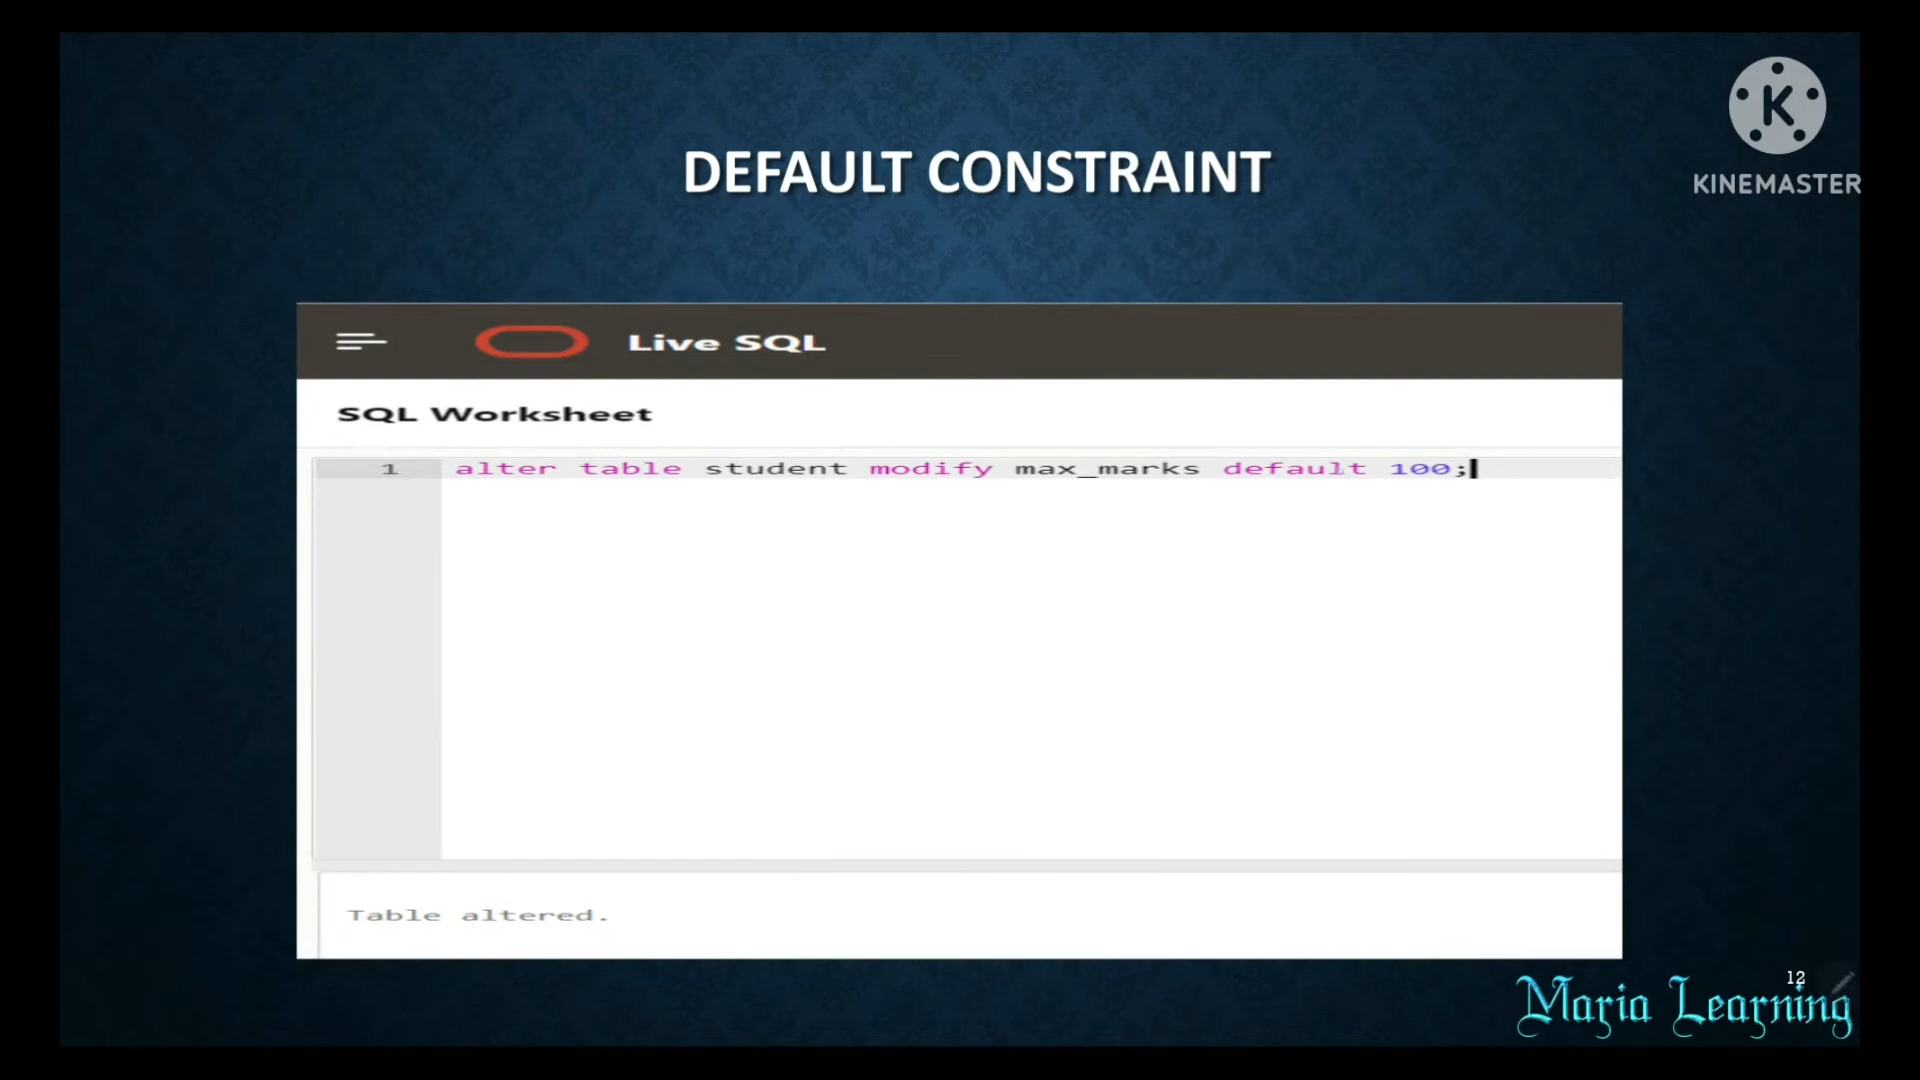 DEFAULT CONSTRAINT
K
KINEMASTER
Live SQL
SQL Worksheet
1 alter table student modify max_marks default 100;
Table altered.
12
Maria Learning